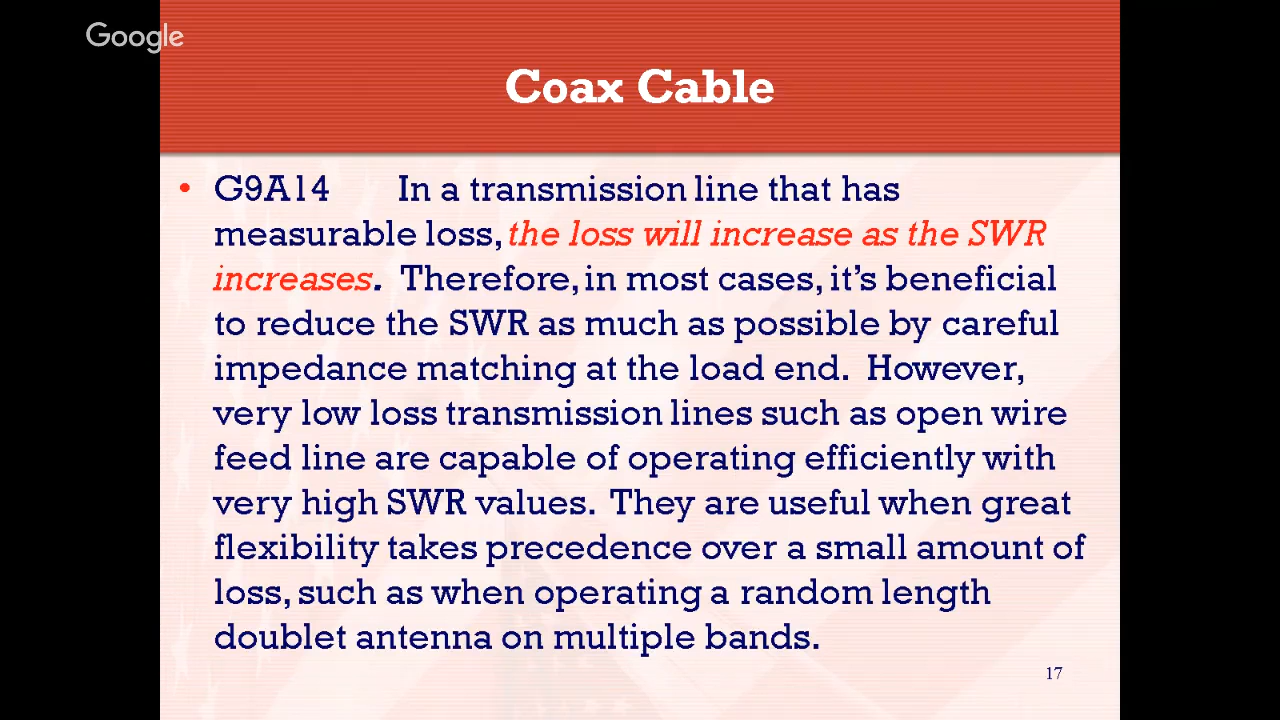 Google
Coax Cable
• G9A14 In a transmission line that has
measurable loss, the loss will increase as the SWR
increases. Therefore, in most cases, it’s beneficial
to reduce the SWR as much as possible by careful
impedance matching at the load end. However,
very low loss transmission lines such as open wire
feed line are capable of operating efficiently with
very high SWR values. They are useful when great
flexibility takes precedence over a small amount of
loss, such as when operating a random length
doublet antenna on multiple bands.
17